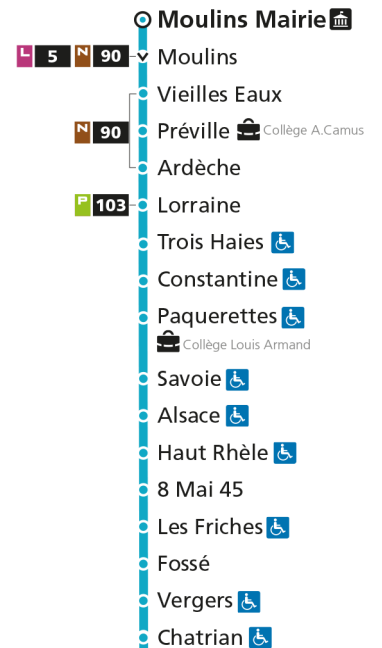 Moulins Mairie
L 5 N 90 Moulins
Vieilles Eaux
N 90 Préville Collège A.Camus
Ardèche
P 103 Lorraine
Trois Haies
Constantine
Paquerettes
Collège Louis Armand
Savoie
Alsace
Haut Rhèle
8 Mai 45
Les Friches
Fossé
Vergers
Chatrian